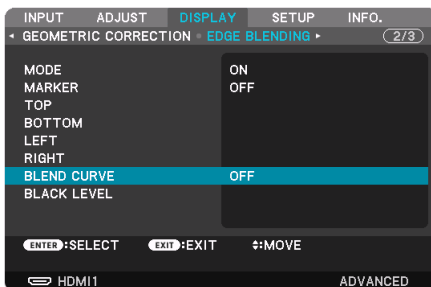 INPUT ADJUST DISPLAY SETUP INFO.
GEOMETRIC CORRECTION EDGE BLENDING 2/3
MODE ON
MARKER OFF
TOP
BOTTOM
LEFT
RIGHT
BLEND CURVE OFF
BLACK LEVEL
ENTER :SELECT EXIT :EXIT :MOVE
HDMI1 ADVANCED